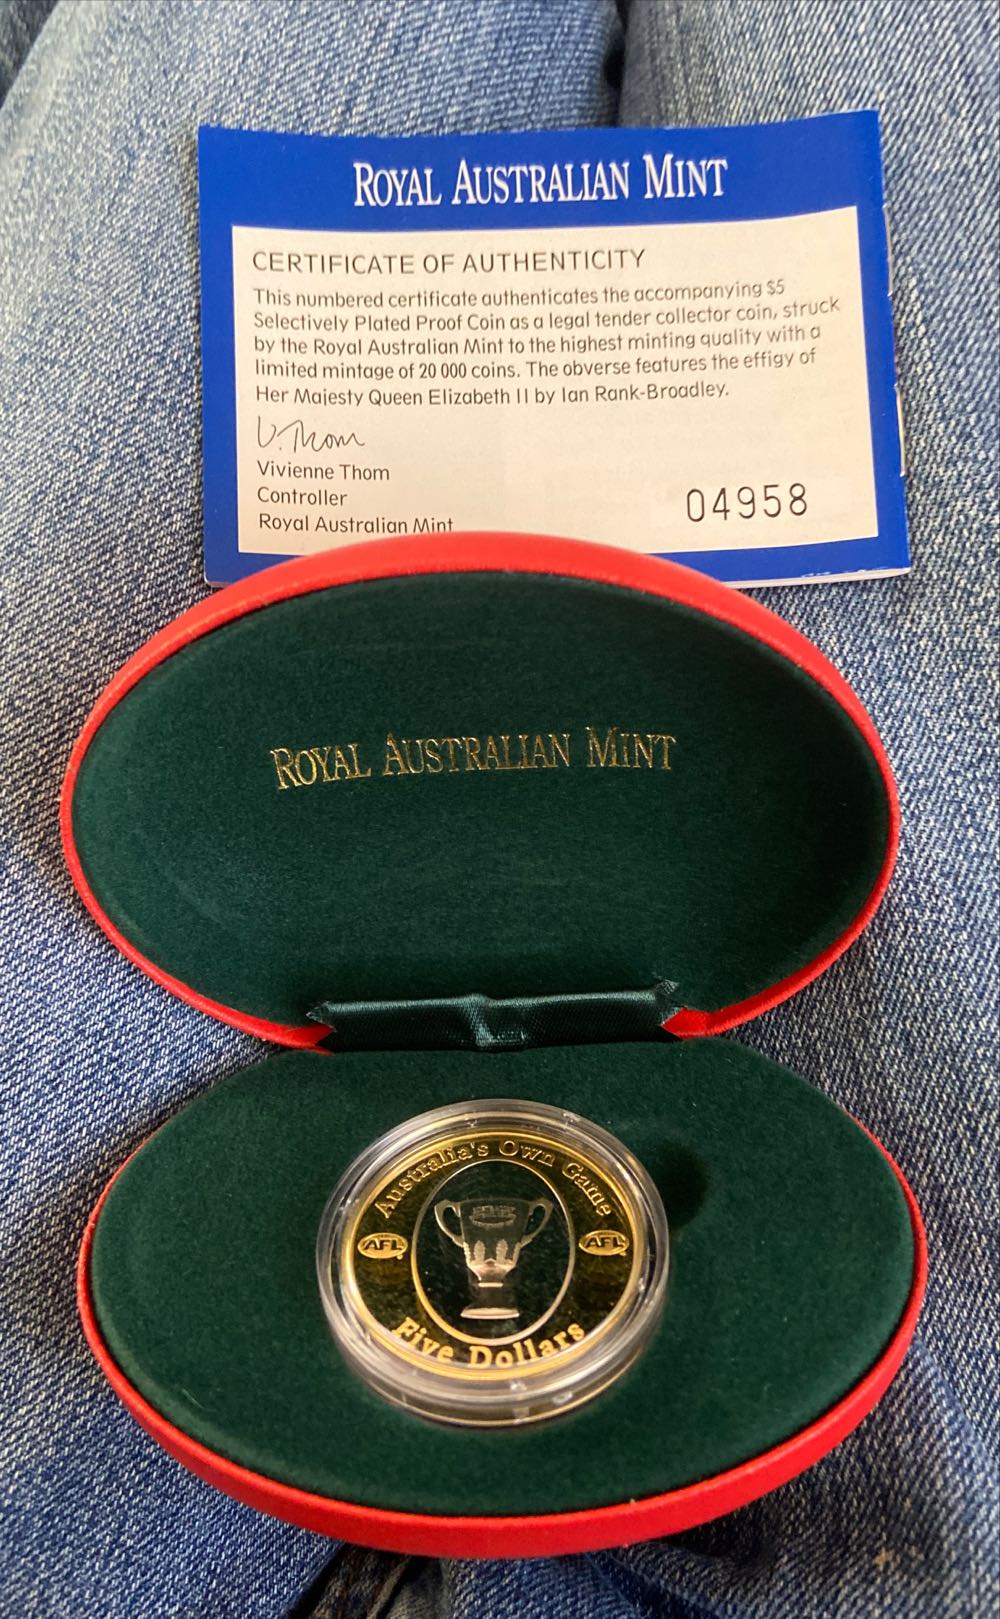 ROYAL AUSTRALIAN MINT
CERTIFICATE OF AUTHENTICITY
This numbered certificate authenticates the accompanying $5
Selectively Plated Proof Coin as a legal tender collector coin, struck
by the Royal Australian Mint to the highest minting quality with a
limited mintage of 20 000 coins. The obverse features the effigy of
Her Majesty Queen Elizabeth II by Ian Rank-Broadley.
V. Thom
Vivienne Thom
Controller
Royal Australian Mint
04958
ROYAL AUSTRALIAN MINT
Australia's Own Game
AFL
AFL
Five Dollars